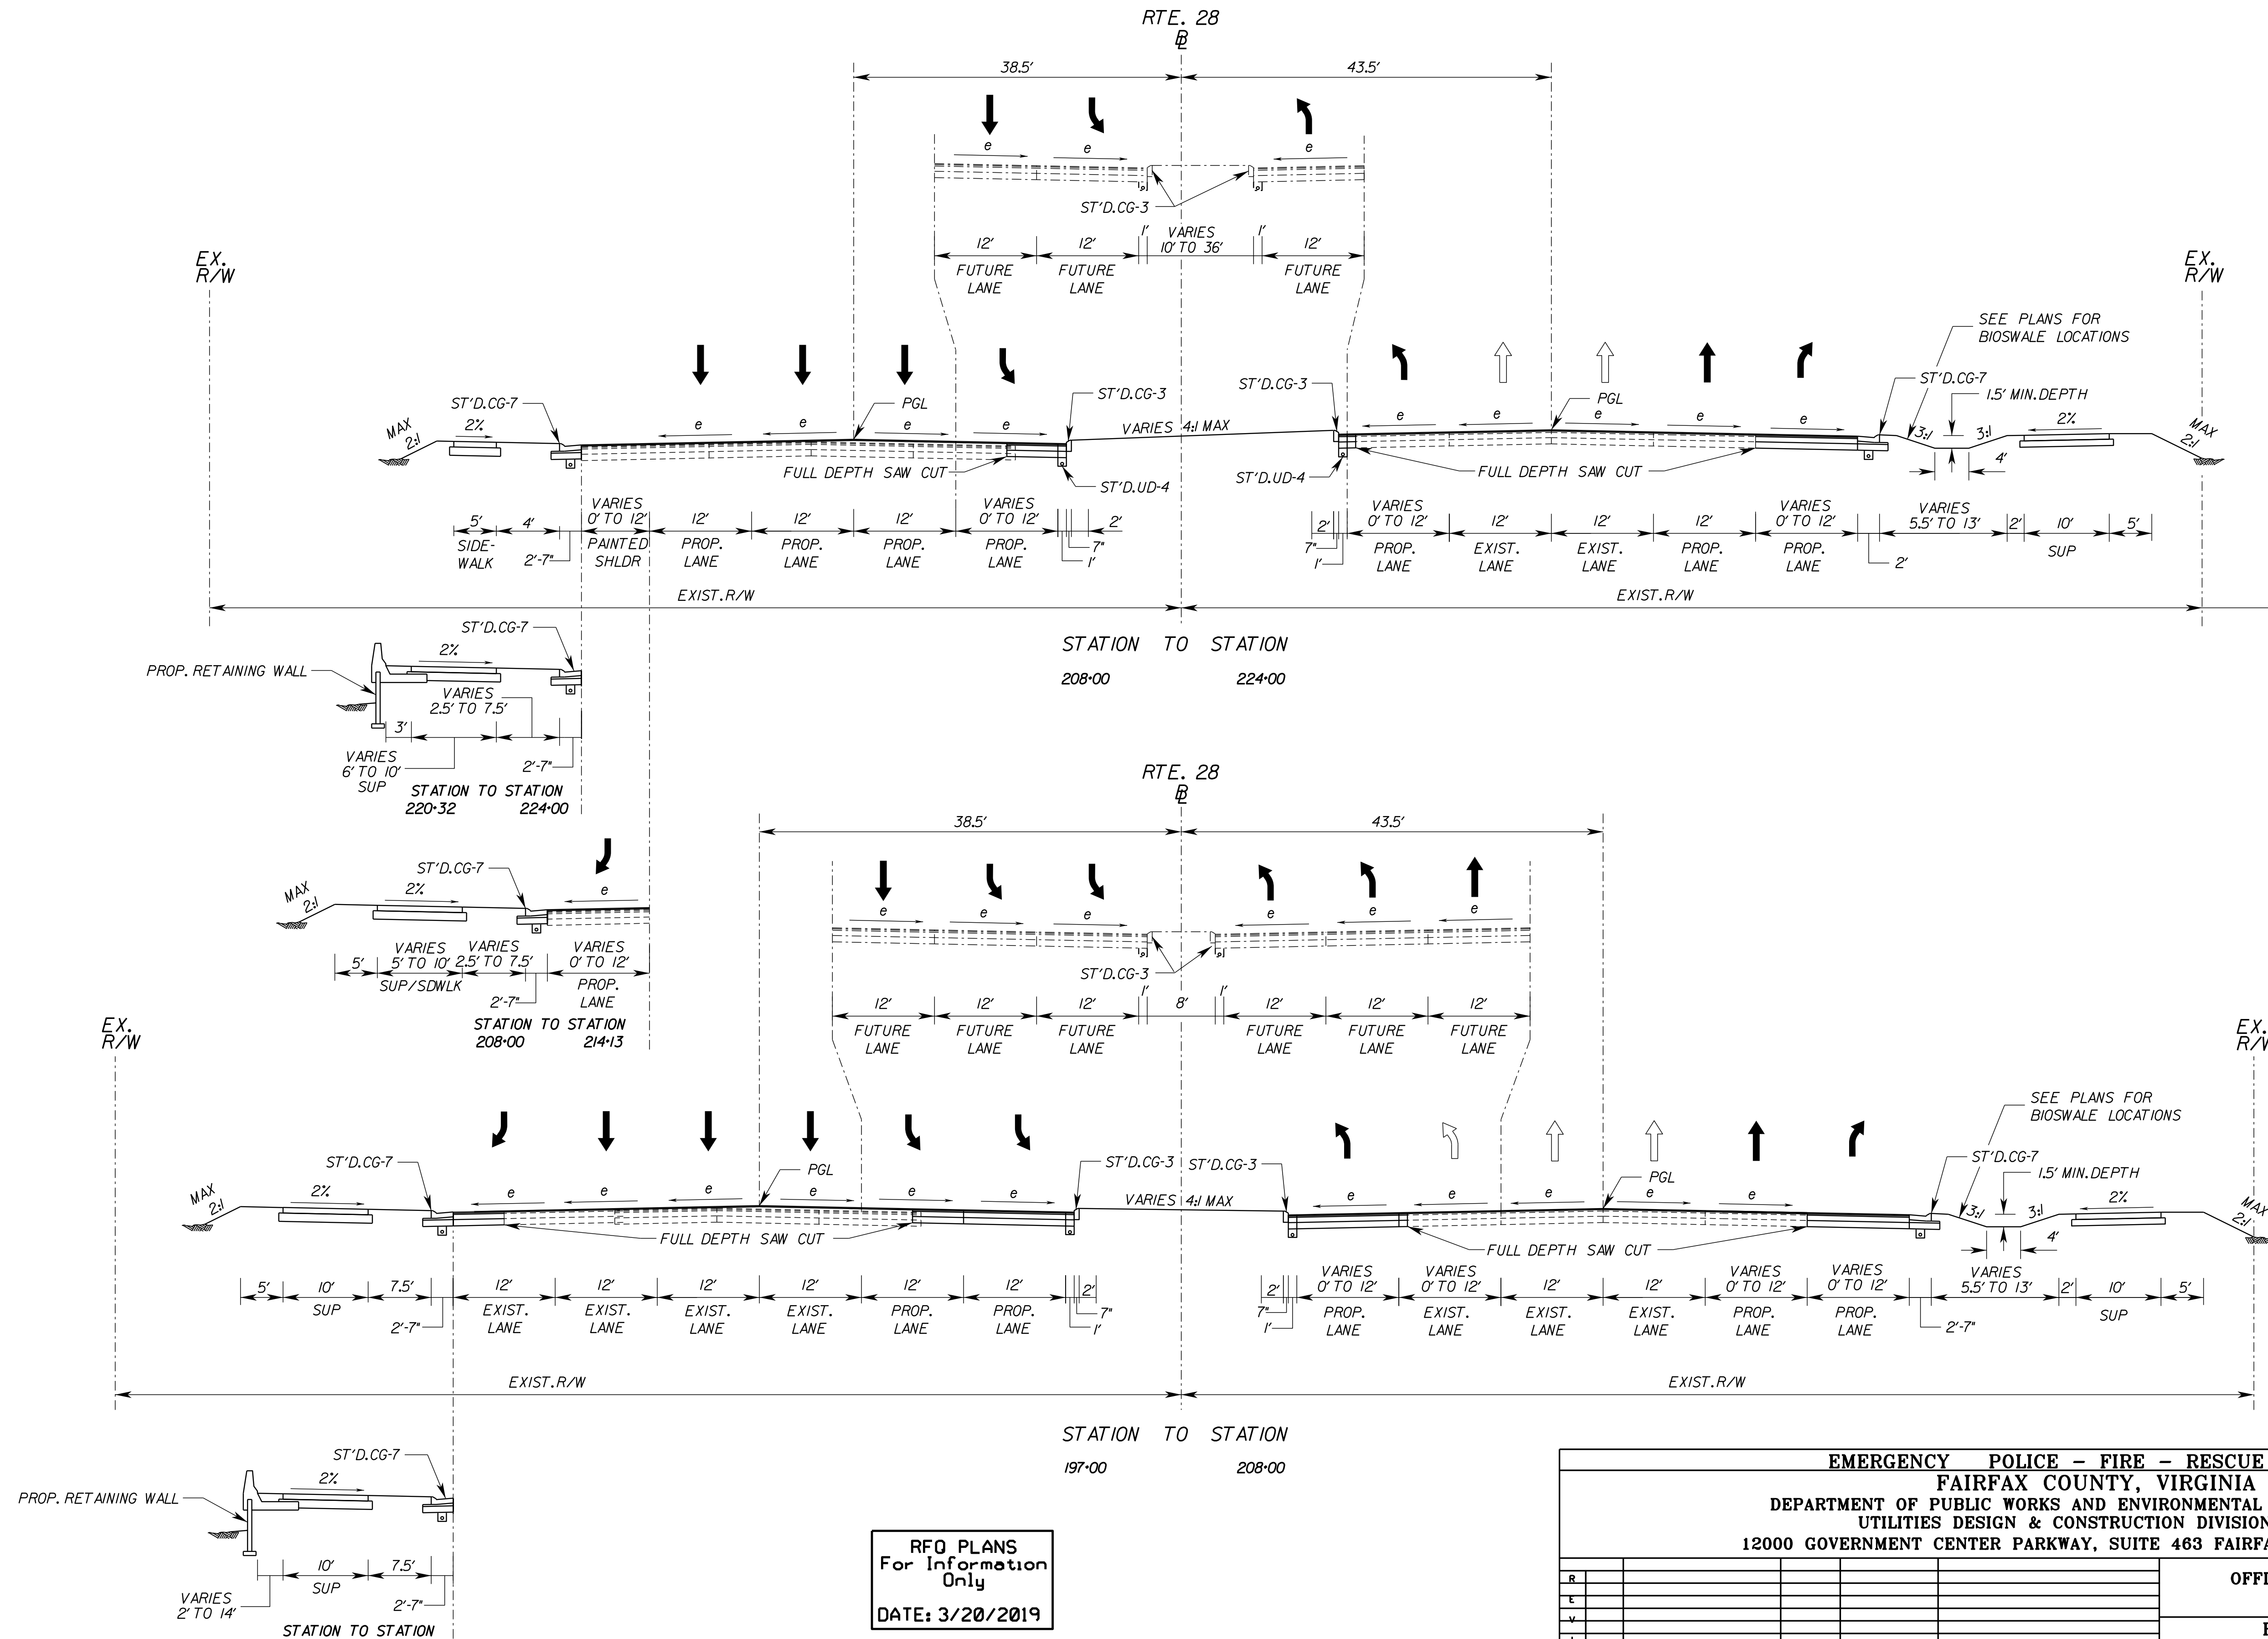 RTE. 28
BL
38.5' 43.5'
e e e
ST'D. CG-3
12' 12' 1' VARIES 10' TO 36' 1' 12'
FUTURE LANE FUTURE LANE FUTURE LANE
EX. R/W
EX. R/W
SEE PLANS FOR
BIOSWALE LOCATIONS
ST'D. CG-7 PGL ST'D. CG-3 ST'D. CG-3 PGL ST'D. CG-7
1.5' MIN. DEPTH
MAX 2:1 2% e e e e VARIES 4:1 MAX e e e e e 3:1 3:1 2% MAX 2:1
FULL DEPTH SAW CUT FULL DEPTH SAW CUT 4'
ST'D. UD-4 ST'D. UD-4
5' 4' VARIES 0' TO 12' 12' 12' 12' VARIES 0' TO 12' 2' 2' VARIES 0' TO 12' 12' 12' 12' VARIES 0' TO 12' VARIES 5.5' TO 13' 2' 10' 5'
SIDE-WALK 2'-7" PAINTED SHLDR PROP. LANE PROP. LANE PROP. LANE PROP. LANE 7" 1' 7" 1' PROP. LANE EXIST. LANE EXIST. LANE PROP. LANE PROP. LANE 2' SUP
EXIST. R/W EXIST. R/W
STATION TO STATION
208+00 224+00
ST'D. CG-7
2%
PROP. RETAINING WALL
VARIES
2.5' TO 7.5'
3'
VARIES
6' TO 10'
SUP
2'-7"
STATION TO STATION
220+32 224+00
ST'D. CG-7
MAX 2:1 2% e
5' VARIES 5' TO 10' VARIES 2.5' TO 7.5' VARIES 0' TO 12'
SUP/SDWLK 2'-7" PROP. LANE
STATION TO STATION
208+00 214+13
RTE. 28
BL
38.5' 43.5'
e e e e e e
ST'D. CG-3
12' 12' 12' 1' 8' 1' 12' 12' 12'
FUTURE LANE FUTURE LANE FUTURE LANE FUTURE LANE FUTURE LANE FUTURE LANE
EX. R/W
EX.
SEE PLANS FOR
BIOSWALE LOCATIONS
ST'D. CG-7 PGL ST'D. CG-3 ST'D. CG-3 PGL ST'D. CG-7
1.5' MIN. DEPTH
MAX 2:1 2% e e e e e e VARIES 4:1 MAX e e e e e 3:1 3:1 2% MAX 2:1
FULL DEPTH SAW CUT FULL DEPTH SAW CUT 4'
5' 10' 7.5' 12' 12' 12' 12' 12' 12' 2' 2' VARIES 0' TO 12' VARIES 0' TO 12' 12' 12' VARIES 0' TO 12' VARIES 0' TO 12' VARIES 5.5' TO 13' 2' 10' 5'
SUP 2'-7" EXIST. LANE EXIST. LANE EXIST. LANE EXIST. LANE PROP. LANE PROP. LANE 7" 1' 7" 1' PROP. LANE EXIST. LANE EXIST. LANE EXIST. LANE PROP. LANE PROP. LANE 2'-7" SUP
EXIST. R/W EXIST. R/W
STATION TO STATION
197+00 208+00
ST'D. CG-7
2%
PROP. RETAINING WALL
10' 7.5'
SUP
VARIES
2' TO 14'
2'-7"
STATION TO STATION
RFQ PLANS
For Information
Only
DATE: 3/20/2019
EMERGENCY POLICE - FIRE - RESCUE
FAIRFAX COUNTY, VIRGINIA
DEPARTMENT OF PUBLIC WORKS AND ENVIRONMENTAL
UTILITIES DESIGN & CONSTRUCTION DIVISION
12000 GOVERNMENT CENTER PARKWAY, SUITE 463
R
E
V